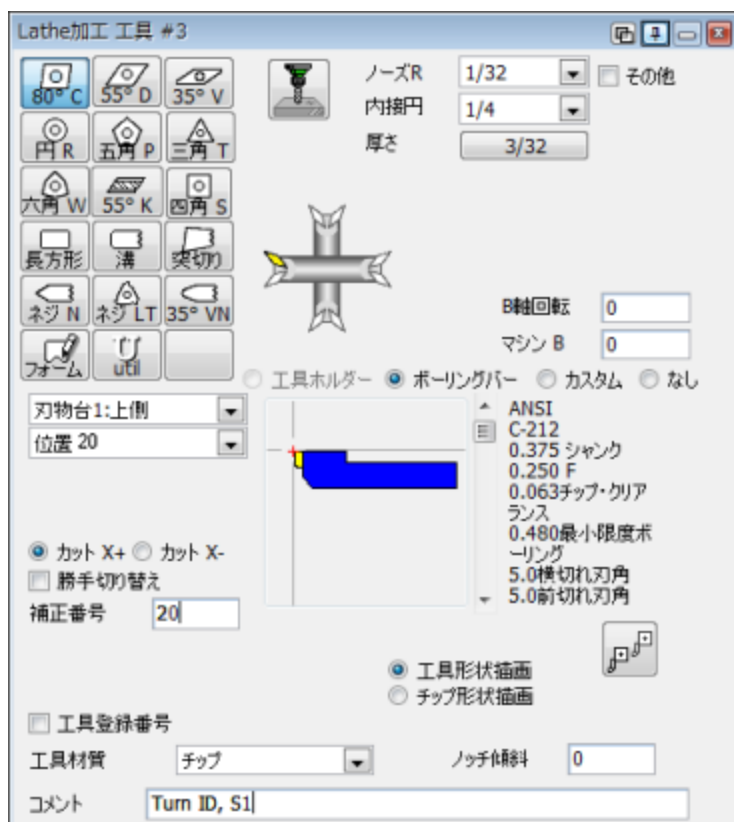 Lathe加工 工具 #3
80° C
55° D
35° V
円 R
五角 P
三角 T
六角 W
55° K
四角 S
長方形
溝
突切り
ネジ N
ネジ LT
35° VN
フォーム
util
ノーズR 1/32 その他
内接円 1/4
厚さ 3/32
B軸回転 0
マシン B 0
工具ホルダー ボーリングバー カスタム なし
刃物台1:上側
位置 20
ANSI
C-212
0.375 シャンク
0.250 F
0.063チップ・クリア
ランス
0.480最小限度ボ
ーリング
5.0横切れ刃角
5.0前切れ刃角
カット X+ カット X-
勝手切り替え
補正番号 20
工具形状描画
チップ形状描画
工具登録番号
工具材質 チップ ノッチ傾斜 0
コメント Turn ID, S1